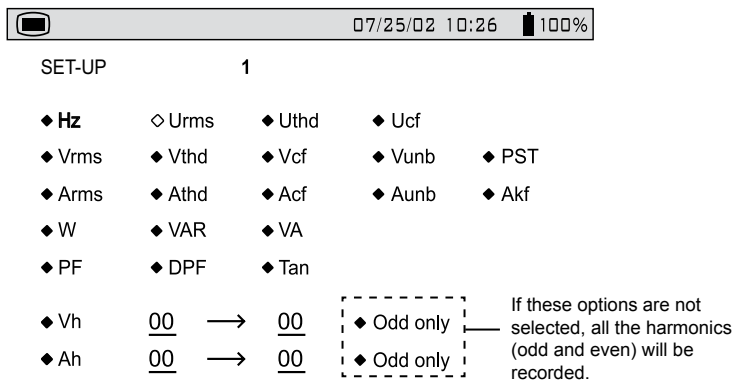 07/25/02 10:26 100%
SET-UP 1
◆ Hz ◇ Urms ◆ Uthd ◆ Ucf
◆ Vrms ◆ Vthd ◆ Vcf ◆ Vunb ◆ PST
◆ Arms ◆ Athd ◆ Acf ◆ Aunb ◆ Akf
◆ W ◆ VAR ◆ VA
◆ PF ◆ DPF ◆ Tan
◆ Vh 00 → 00 ◆ Odd only
◆ Ah 00 → 00 ◆ Odd only
If these options are not
selected, all the harmonics
(odd and even) will be
recorded.